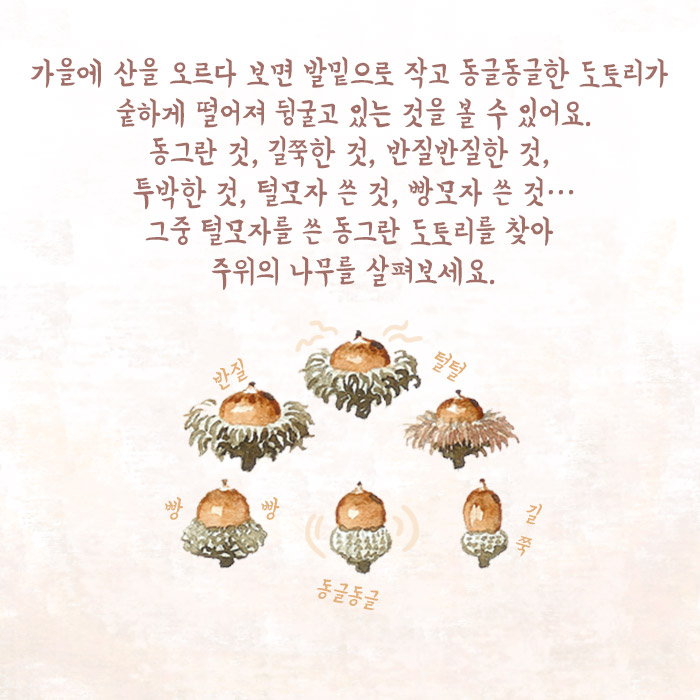 가을에 산을 오르다 보면 발밑으로 작고 동글동글한 도토리가
숱하게 떨어져 뒹굴고 있는 것을 볼 수 있어요.
동그란 것, 길쭉한 것, 반질반질한 것,
투박한 것, 털모자 쓴 것, 빵모자 쓴 것…
그중 털모자를 쓴 동그란 도토리를 찾아
주위의 나무를 살펴보세요.
반질
털털
빵 빵
길
쭉
동글동글